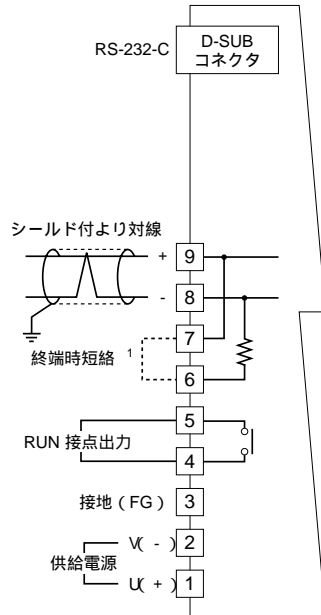 RS-232-C
D-SUB
コネクタ
シールド付より対線
+
9
-
8
7
終端時短絡 1
6
5
RUN 接点出力
4
接地 ( FG )
3
V( - )
2
供給電源
U( + )
1